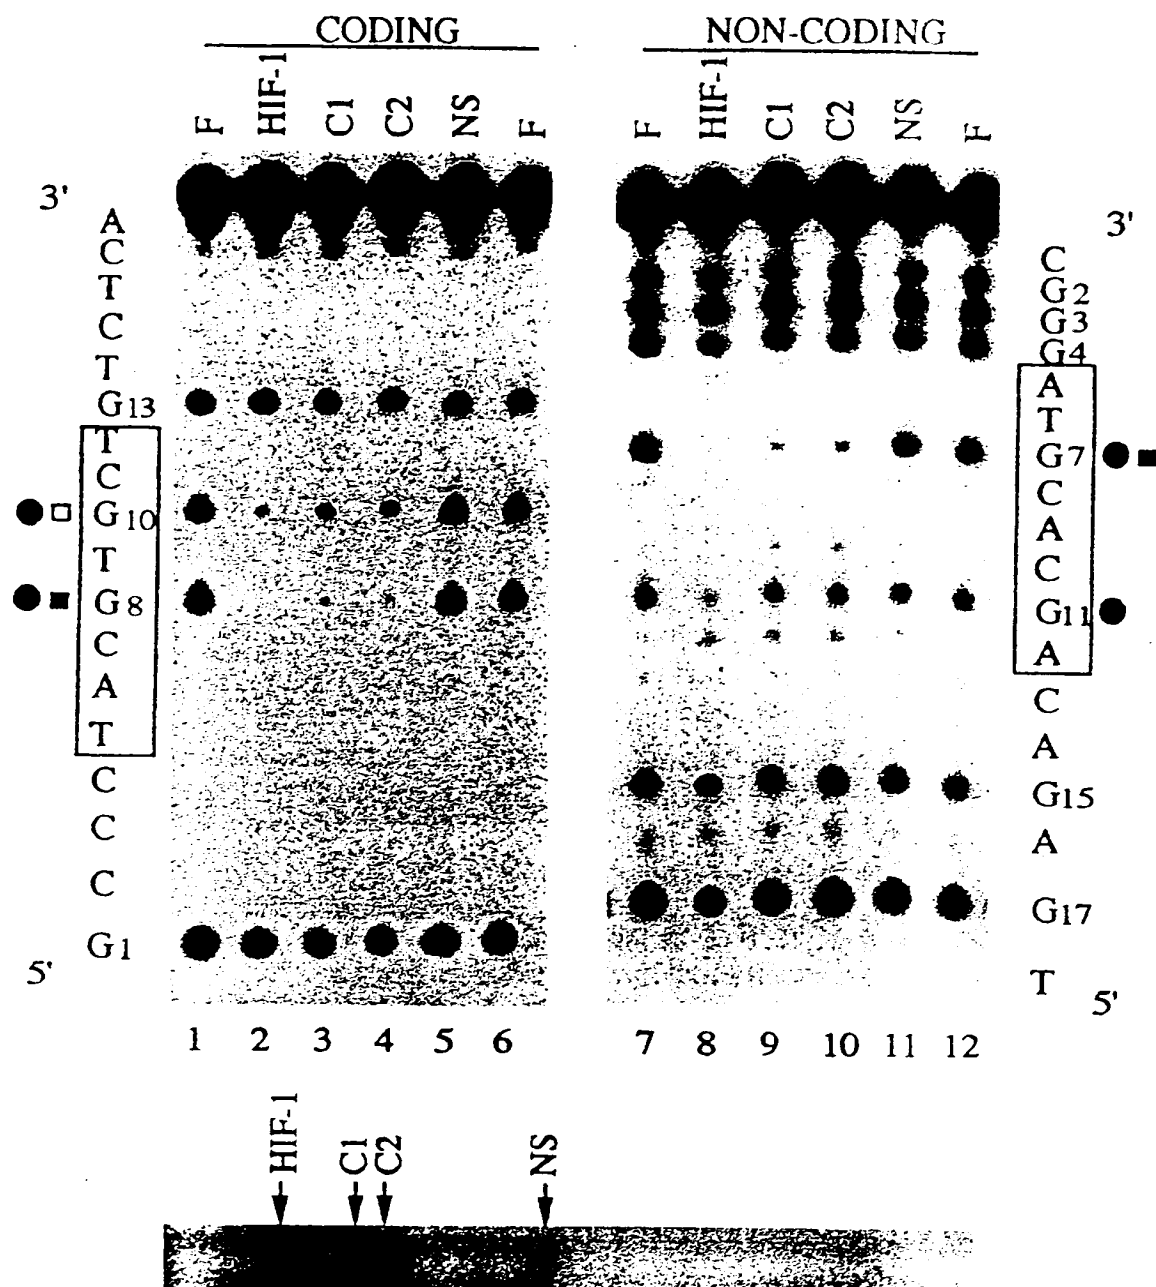 CODING
NON-CODING
F HIF-1 C1 C2 NS F
F HIF-1 C1 C2 NS F
3'
A
C
T
C
T
G13
T
C
G10
T
G8
C
A
T
C
C
C
G1
5'
3'
C
G2
G3
G4
A
T
G7
C
A
C
G11
A
C
A
G15
A
G17
T
5'
1 2 3 4 5 6
7 8 9 10 11 12
HIF-1
C1
C2
NS